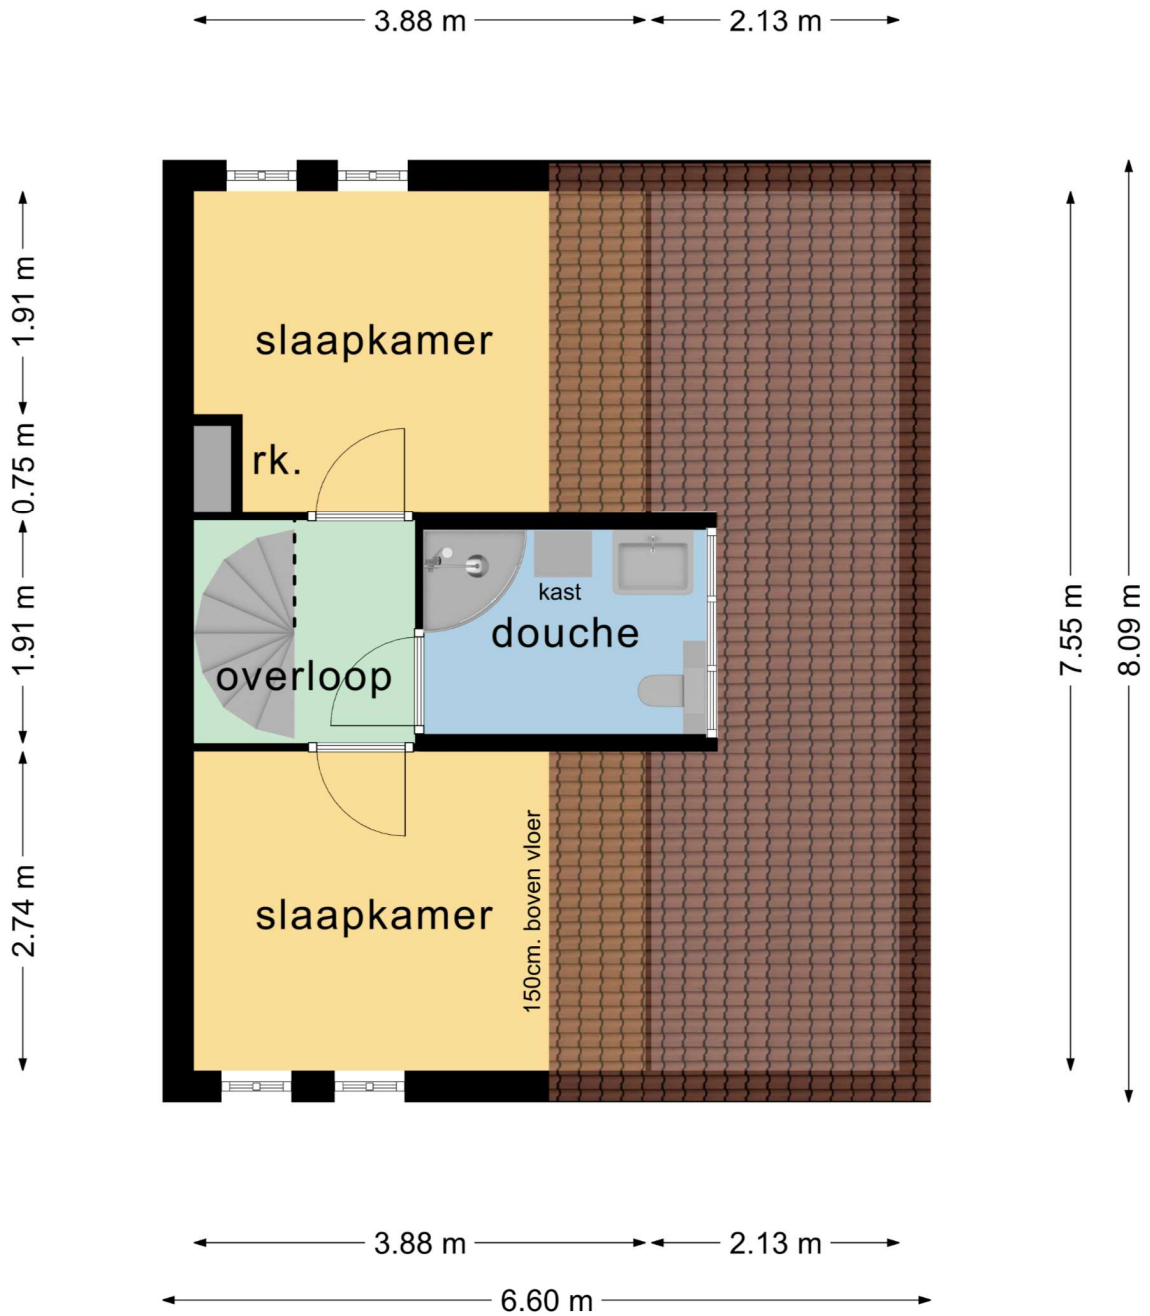 3.88 m
2.13 m
1.91 m
0.75 m
1.91 m
2.74 m
slaapkamer
rk.
kast
douche
overloop
slaapkamer
150cm. boven vloer
7.55 m
8.09 m
3.88 m
2.13 m
6.60 m